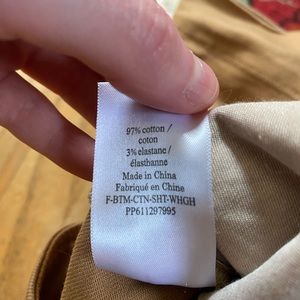 97% cotton /
coton
3% elastane /
élasthanne
Made in China
Fabriqué en Chine
F-BTM-CTN-SHT-WHGH
PP611297995